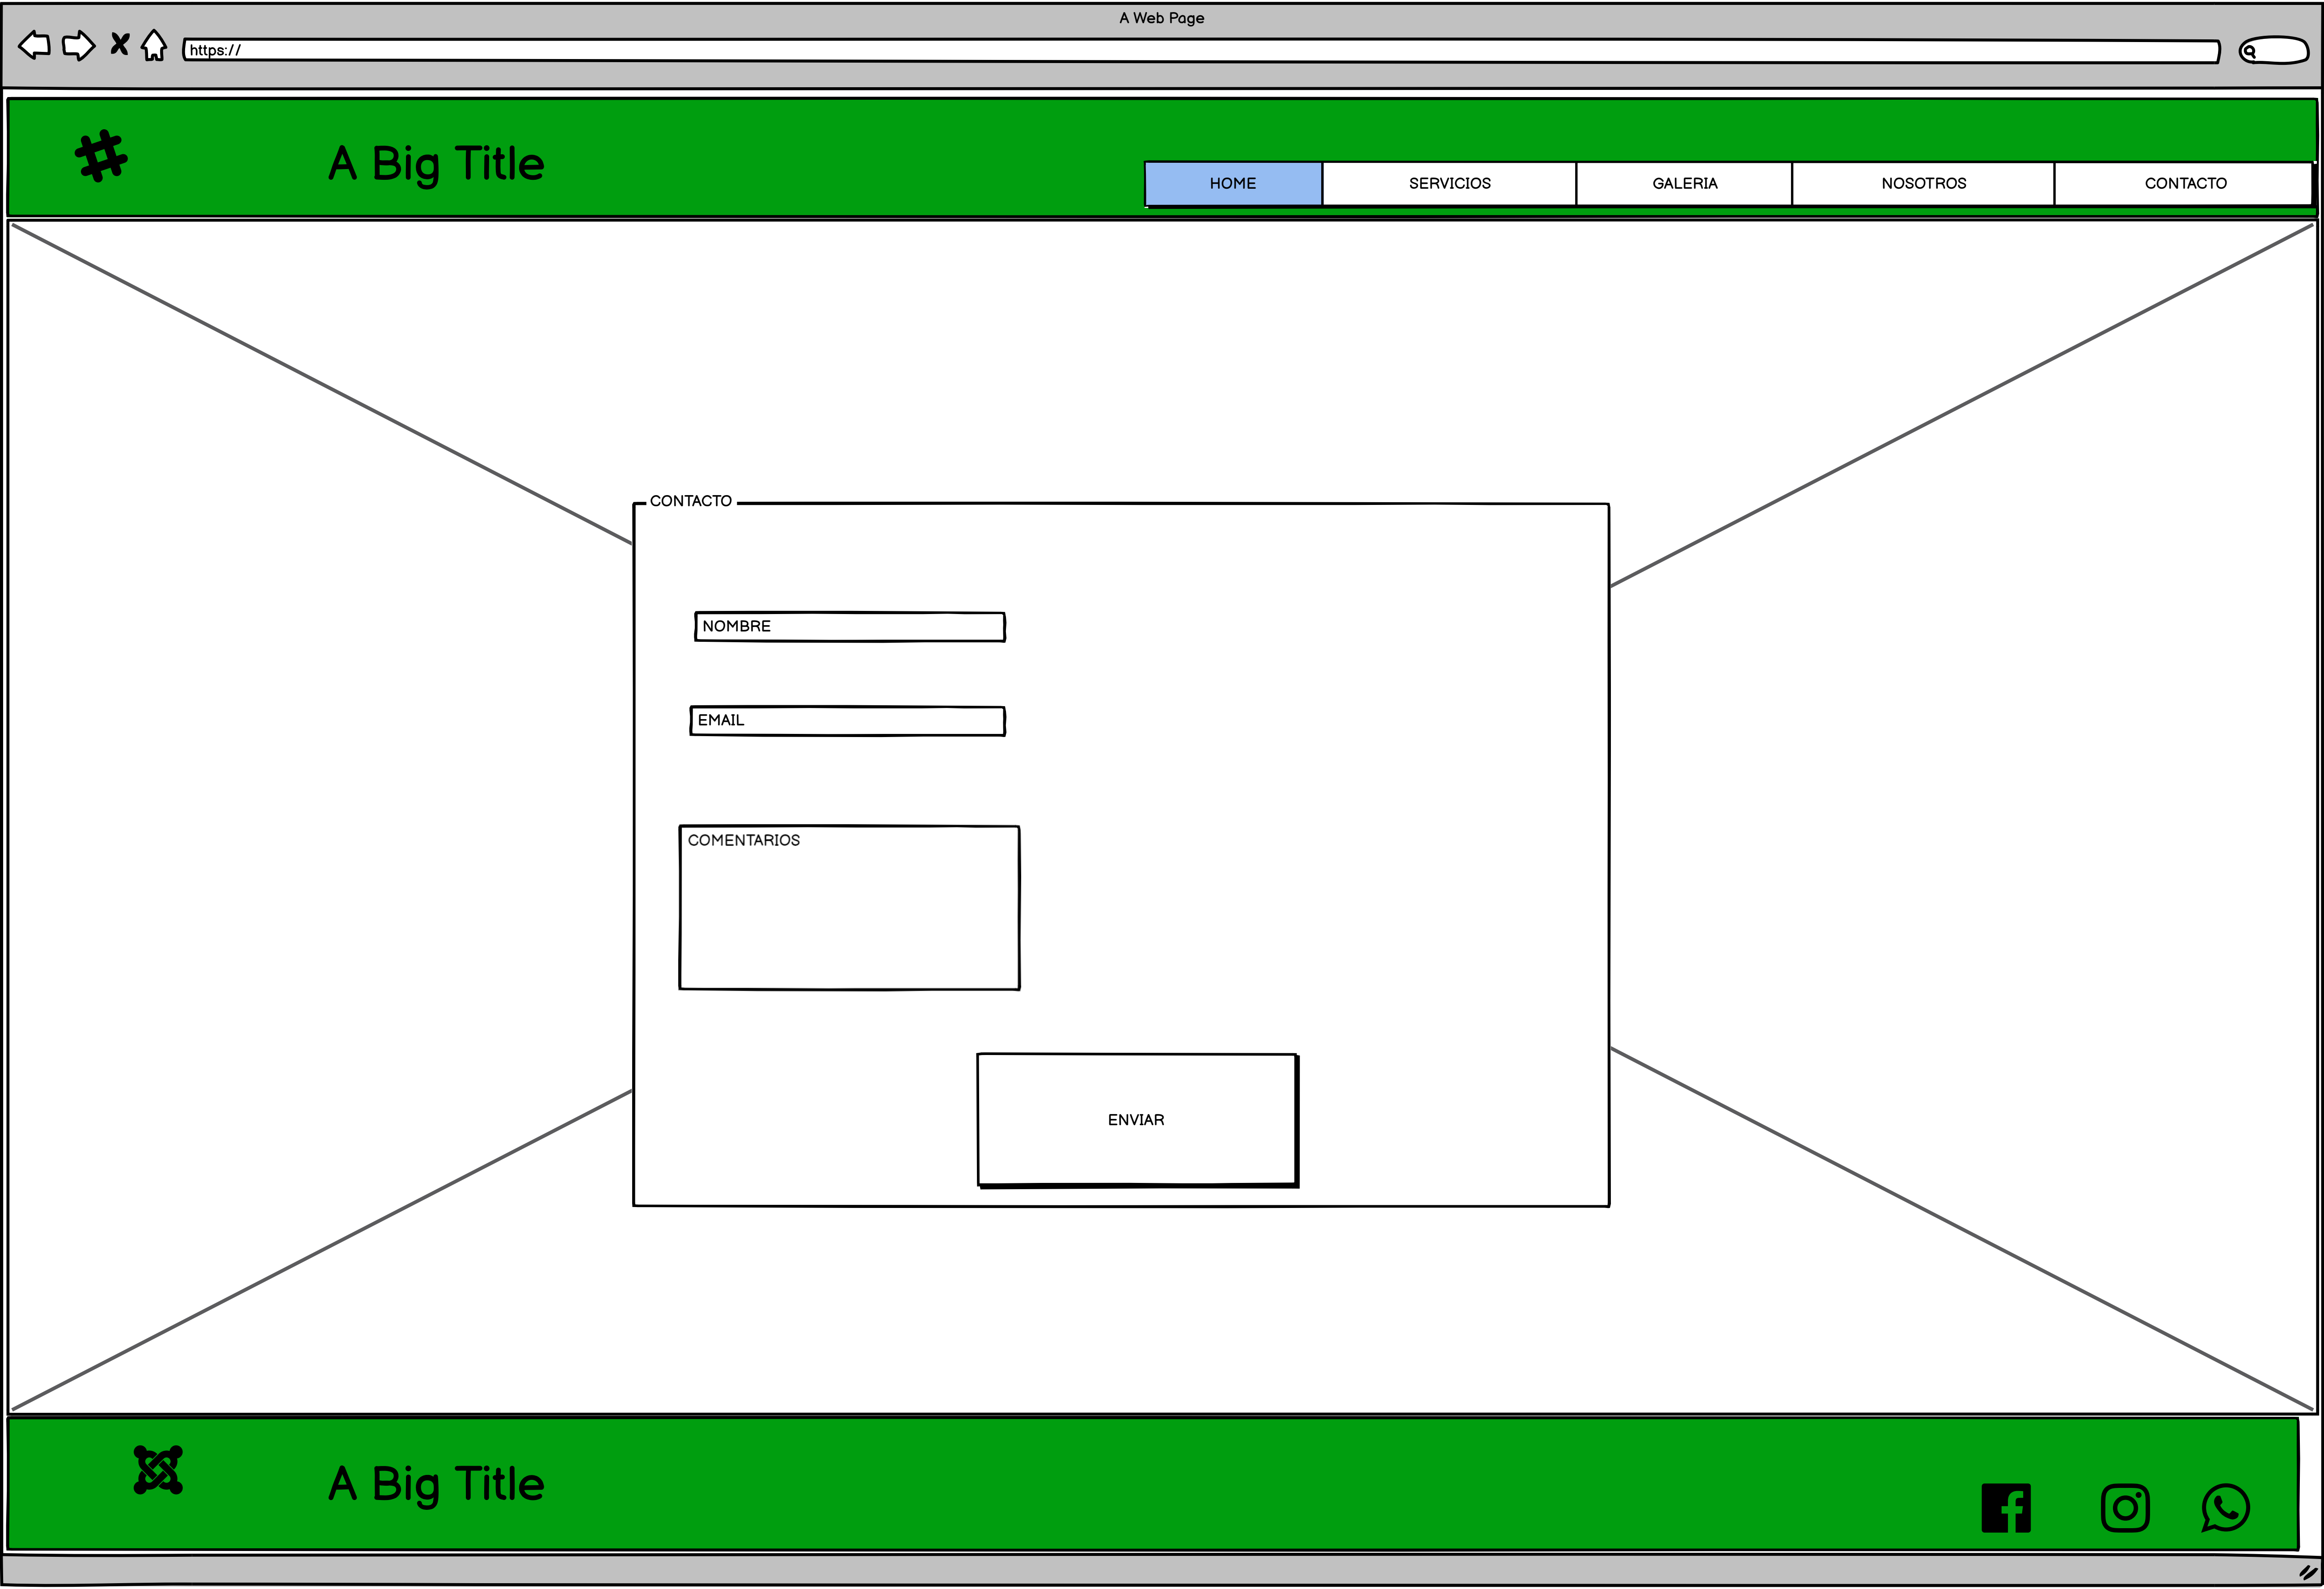 A Web Page
https://
A Big Title
HOME SERVICIOS GALERIA NOSOTROS CONTACTO
CONTACTO
NOMBRE
EMAIL
COMENTARIOS
ENVIAR
A Big Title